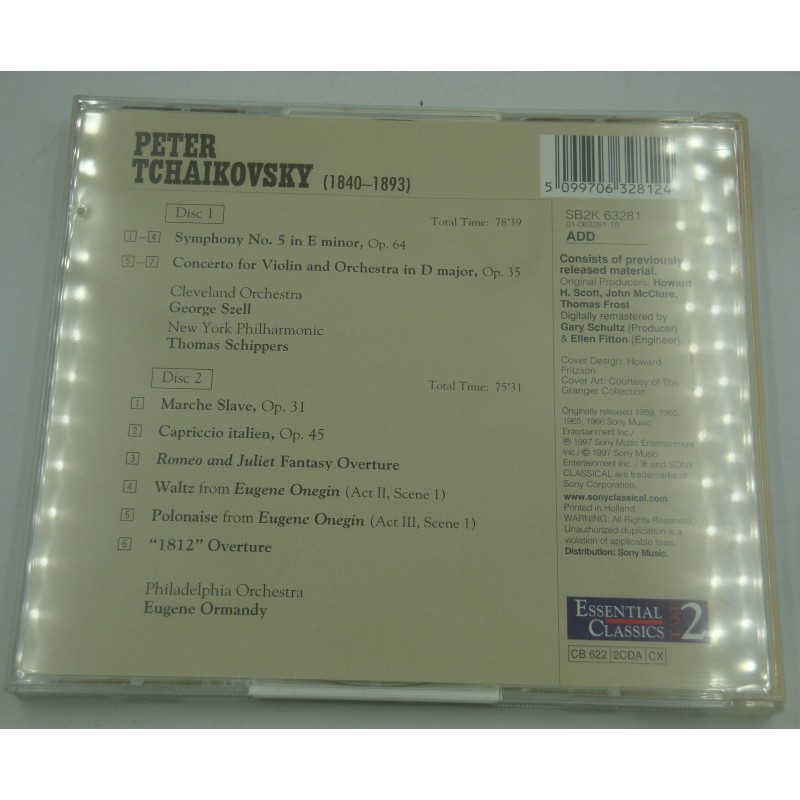 PETER
TCHAIKOVSKY (1840–1893)
Disc 1
Total Time: 78'39
1–4 Symphony No. 5 in E minor, Op. 64
5–7 Concerto for Violin and Orchestra in D major, Op. 35
Cleveland Orchestra
George Szell
New York Philharmonic
Thomas Schippers
Disc 2
Total Time: 75'31
1 Marche Slave, Op. 31
2 Capriccio italien, Op. 45
3 Romeo and Juliet Fantasy Overture
4 Waltz from Eugene Onegin (Act II, Scene 1)
5 Polonaise from Eugene Onegin (Act III, Scene 1)
6 "1812" Overture
Philadelphia Orchestra
Eugene Ormandy
5 099706 328124
SB2K 63281
01-063281-10
ADD
Consists of previously
released material.
Original Producers: Howard
H. Scott, John McClure,
Thomas Frost
Digitally remastered by
Gary Schultz (Producer)
& Ellen Fitton (Engineer).
Cover Design: Howard
Fritzson
Cover Art: Courtesy of The
Granger Collection
Originally released 1959, 1960,
1965, 1966 Sony Music
Entertainment Inc./
℗ 1997 Sony Music Entertainment
Inc./ © 1997 Sony Music
Entertainment Inc. / and SONY
CLASSICAL are trademarks of
Sony Corporation.
www.sonyclassical.com
Printed in Holland.
WARNING: All Rights Reserved.
Unauthorized duplication is a
violation of applicable laws.
Distribution: Sony Music.
ESSENTIAL
CLASSICS
TAKE 2
CB 622 2CDA CX